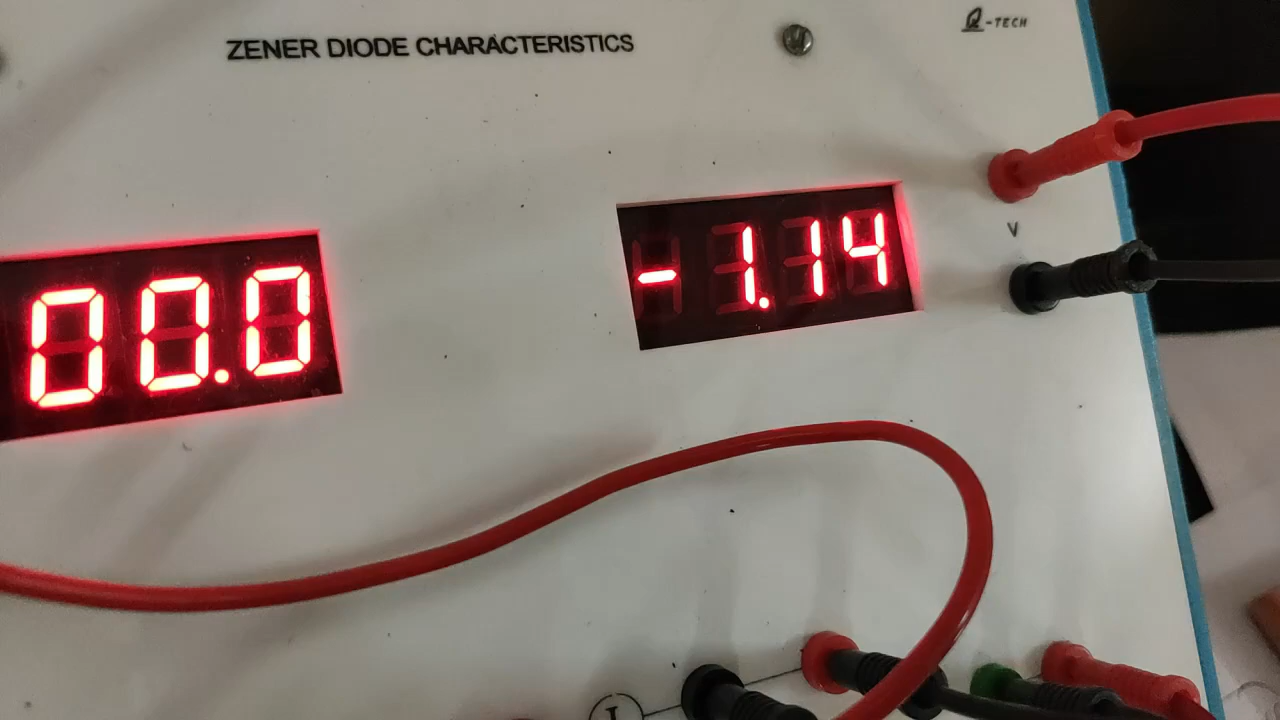 Q-TECH
ZENER DIODE CHARACTERISTICS
00.0
-1.14
V
I